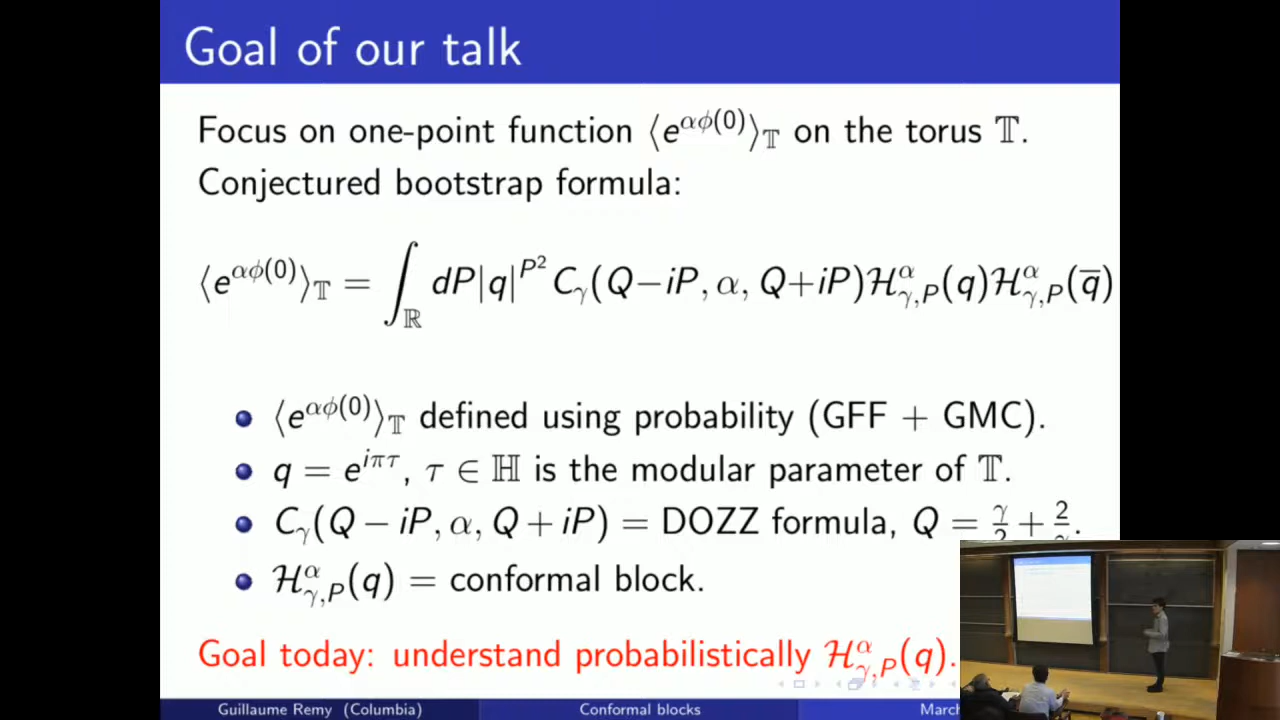 Goal of our talk
Focus on one-point function ⟨e^{αϕ(0)}⟩_𝕋 on the torus 𝕋.
Conjectured bootstrap formula:
⟨e^{αϕ(0)}⟩_𝕋 = ∫_ℝ dP|q|^{P²} C_γ(Q−iP, α, Q+iP)ℋ^α_{γ,P}(q)ℋ^α_{γ,P}(q̅)
⟨e^{αϕ(0)}⟩_𝕋 defined using probability (GFF + GMC).
q = e^{iπτ}, τ ∈ ℍ is the modular parameter of 𝕋.
C_γ(Q − iP, α, Q + iP) = DOZZ formula, Q = γ/2 + 2/γ.
ℋ^α_{γ,P}(q) = conformal block.
Goal today: understand probabilistically ℋ^α_{γ,P}(q).
Guillaume Remy (Columbia) Conformal blocks March